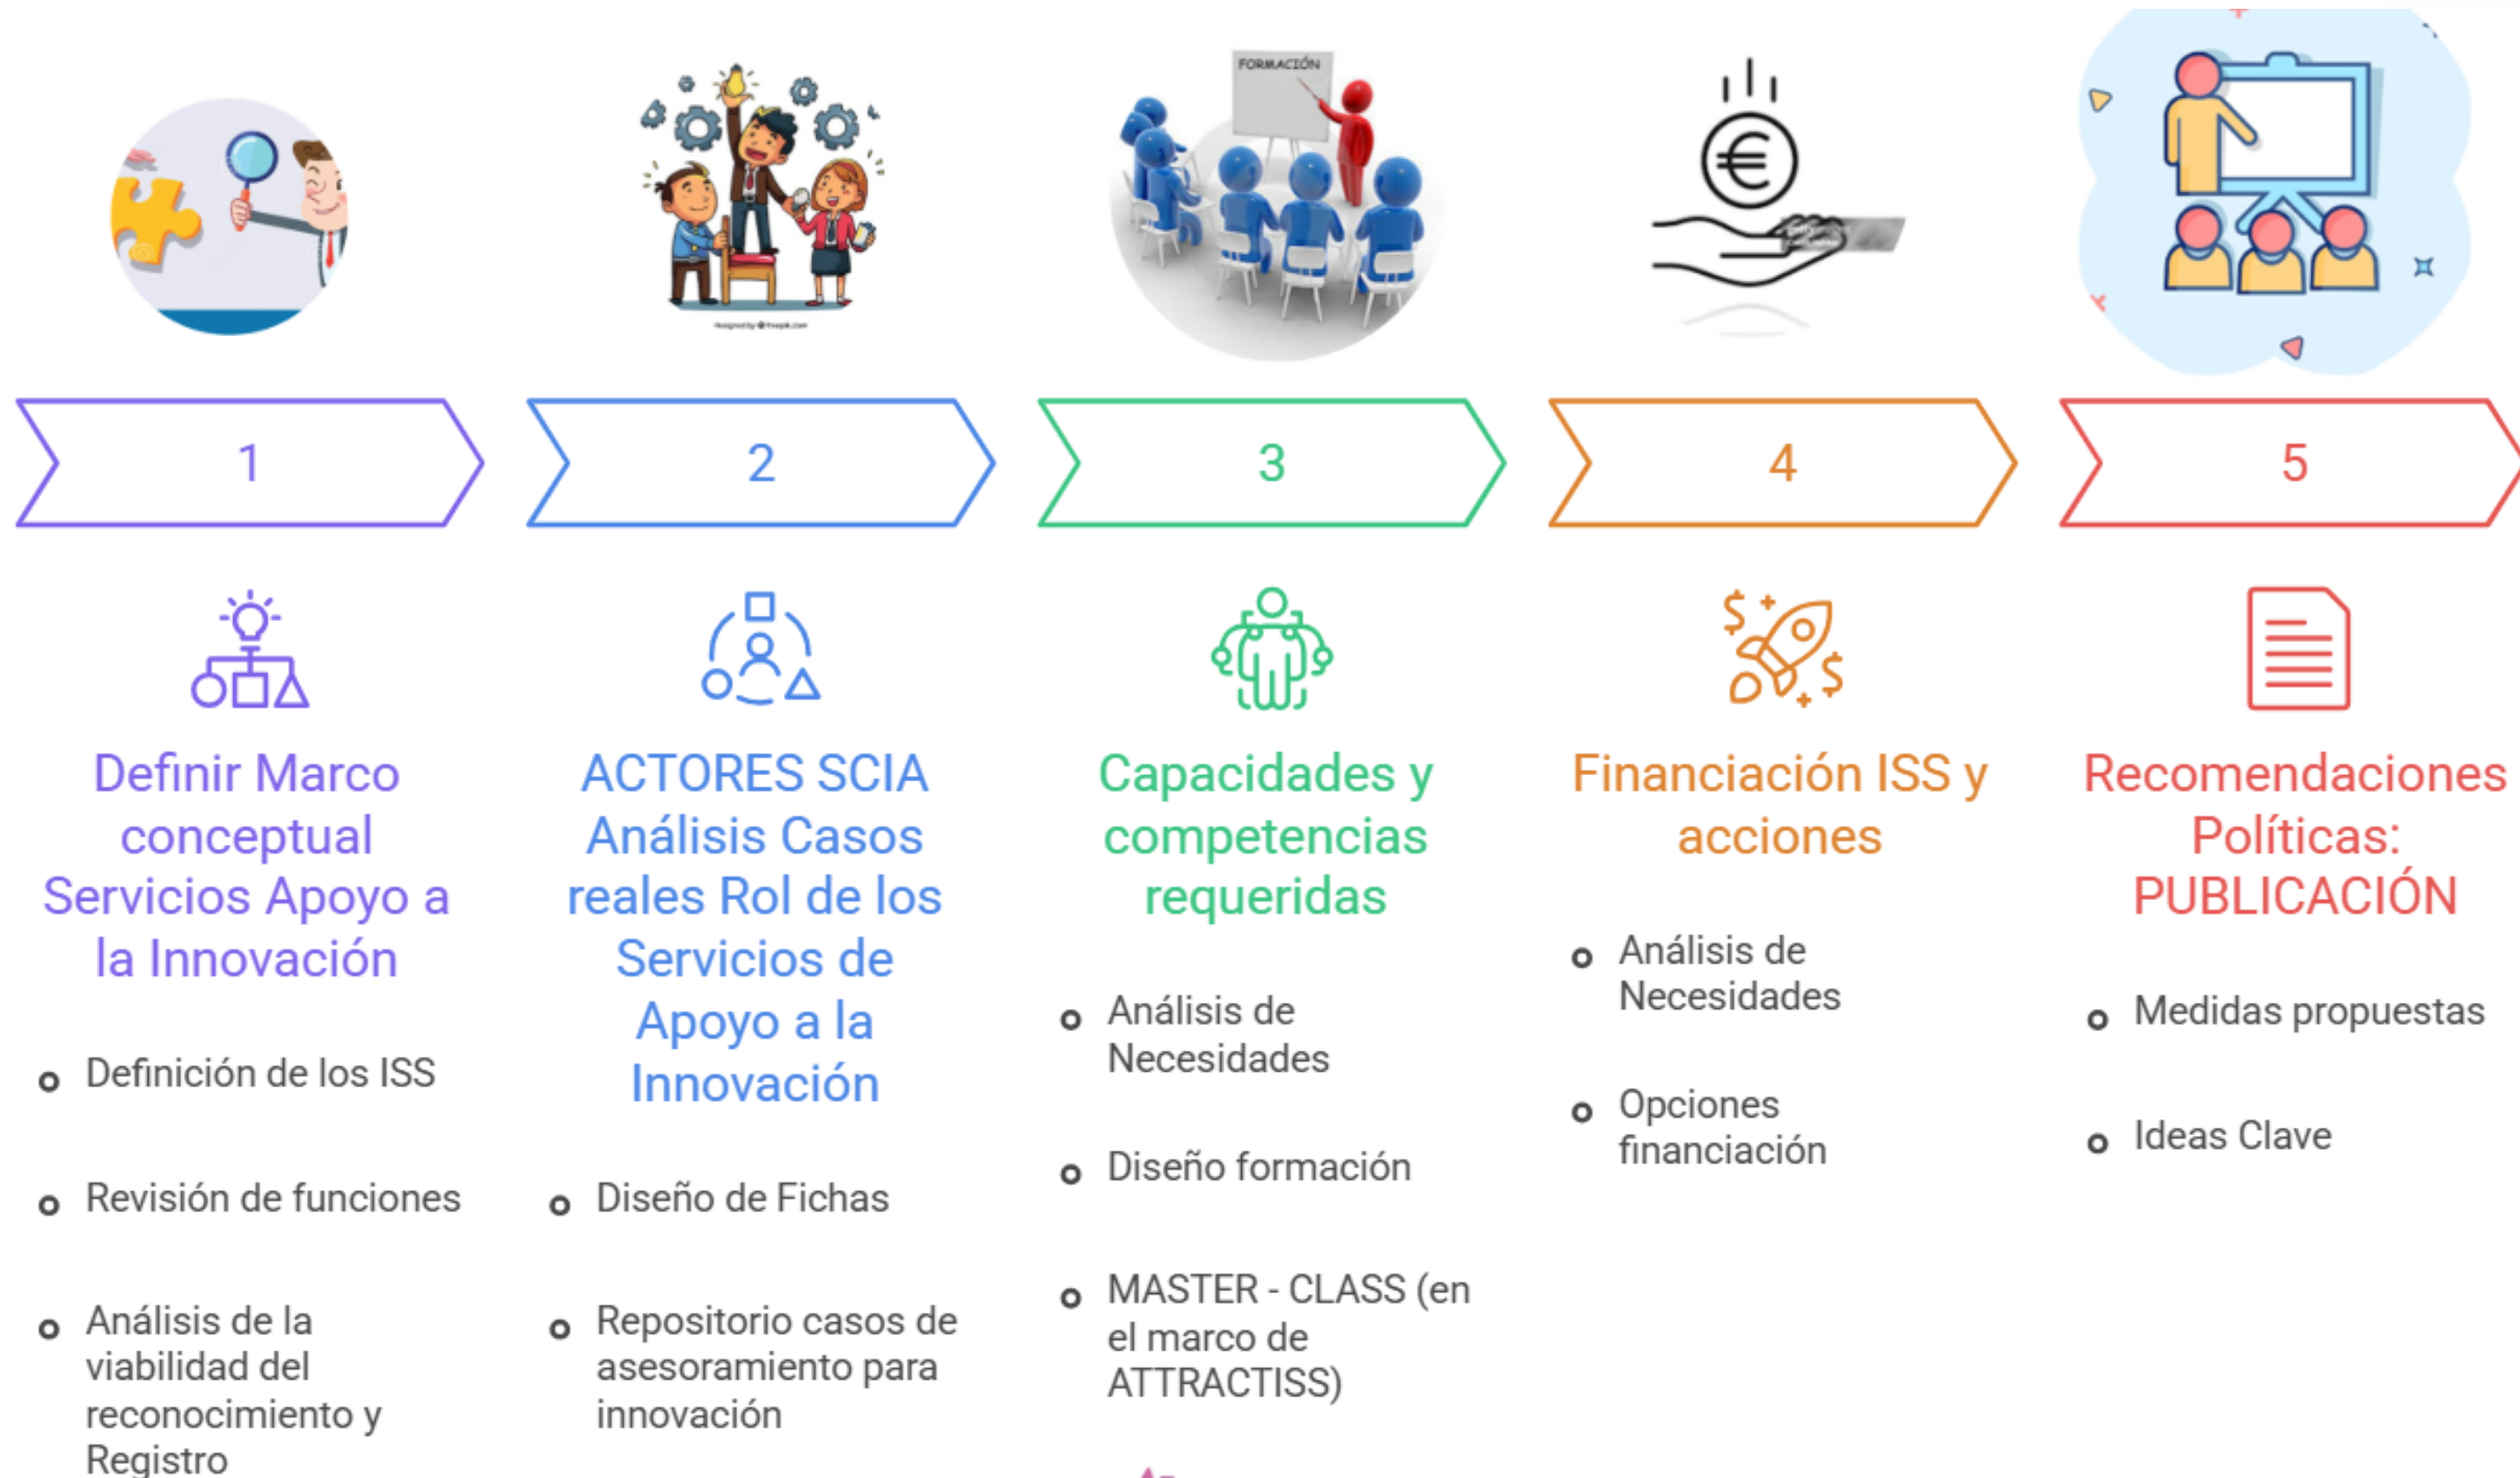 FORMACIÓN
designed by freepik.com
1
2
3
4
5
Definir Marco
conceptual
Servicios Apoyo a
la Innovación
Definición de los ISS
Revisión de funciones
Análisis de la
viabilidad del
reconocimiento y
Registro
ACTORES SCIA
Análisis Casos
reales Rol de los
Servicios de
Apoyo a la
Innovación
Diseño de Fichas
Repositorio casos de
asesoramiento para
innovación
Capacidades y
competencias
requeridas
Análisis de
Necesidades
Diseño formación
MASTER - CLASS (en
el marco de
ATTRACTISS)
Financiación ISS y
acciones
Análisis de
Necesidades
Opciones
financiación
Recomendaciones
Políticas:
PUBLICACIÓN
Medidas propuestas
Ideas Clave